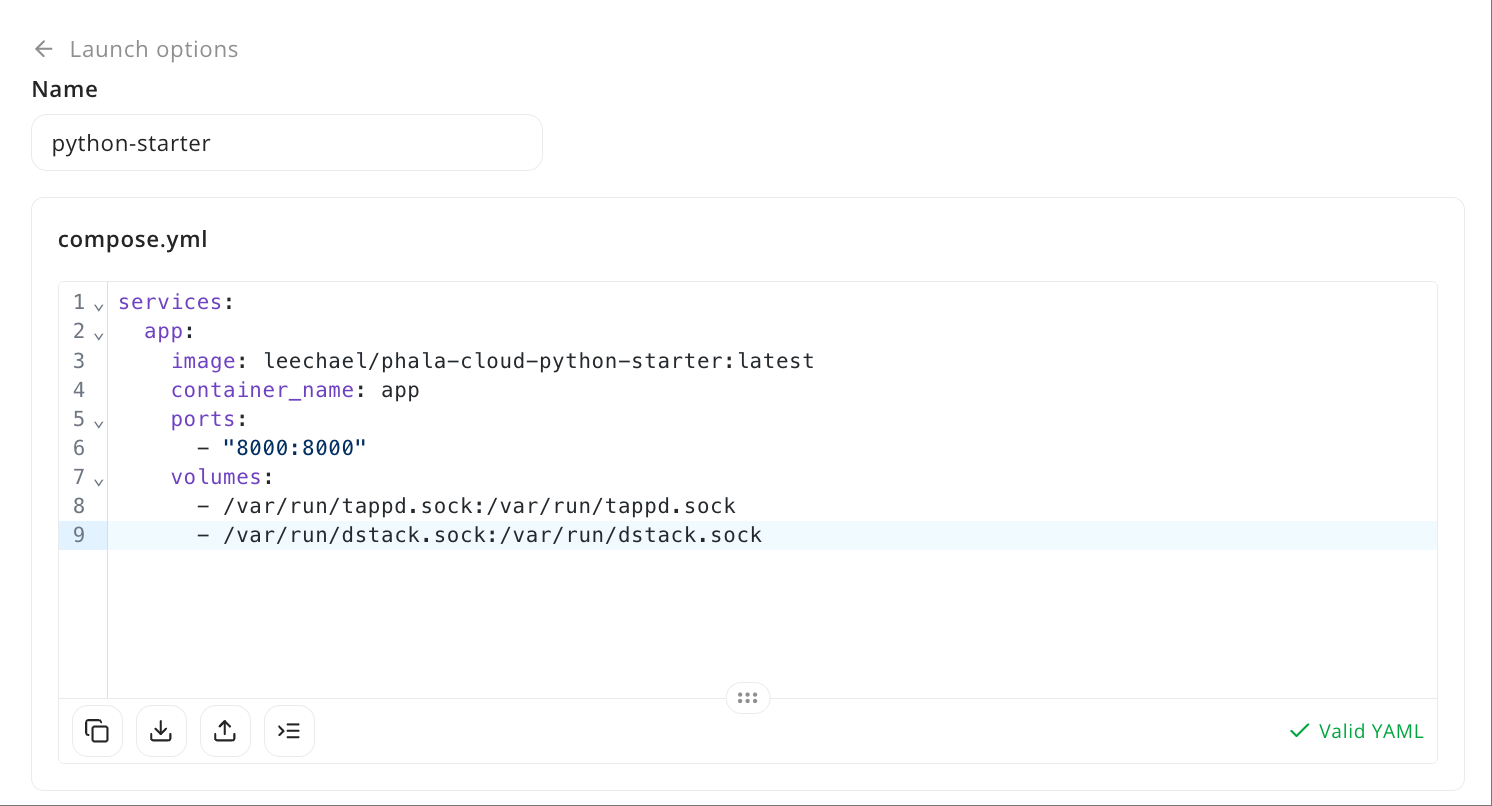 Launch options
Name
python-starter
compose.yml
1 services:
2   app:
3     image: leechael/phala-cloud-python-starter:latest
4     container_name: app
5     ports:
6       - "8000:8000"
7     volumes:
8       - /var/run/tappd.sock:/var/run/tappd.sock
9       - /var/run/dstack.sock:/var/run/dstack.sock
Valid YAML